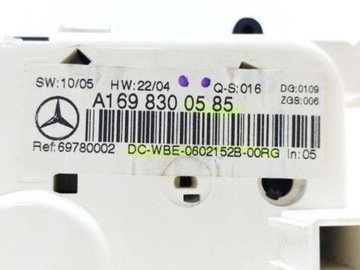 SW:10/05 HW:22/04 Q-S:016 DG:0109
ZGS:006
A169 830 05 85
Ref:69780002 DC-WBE-0602152B-00RG In:05